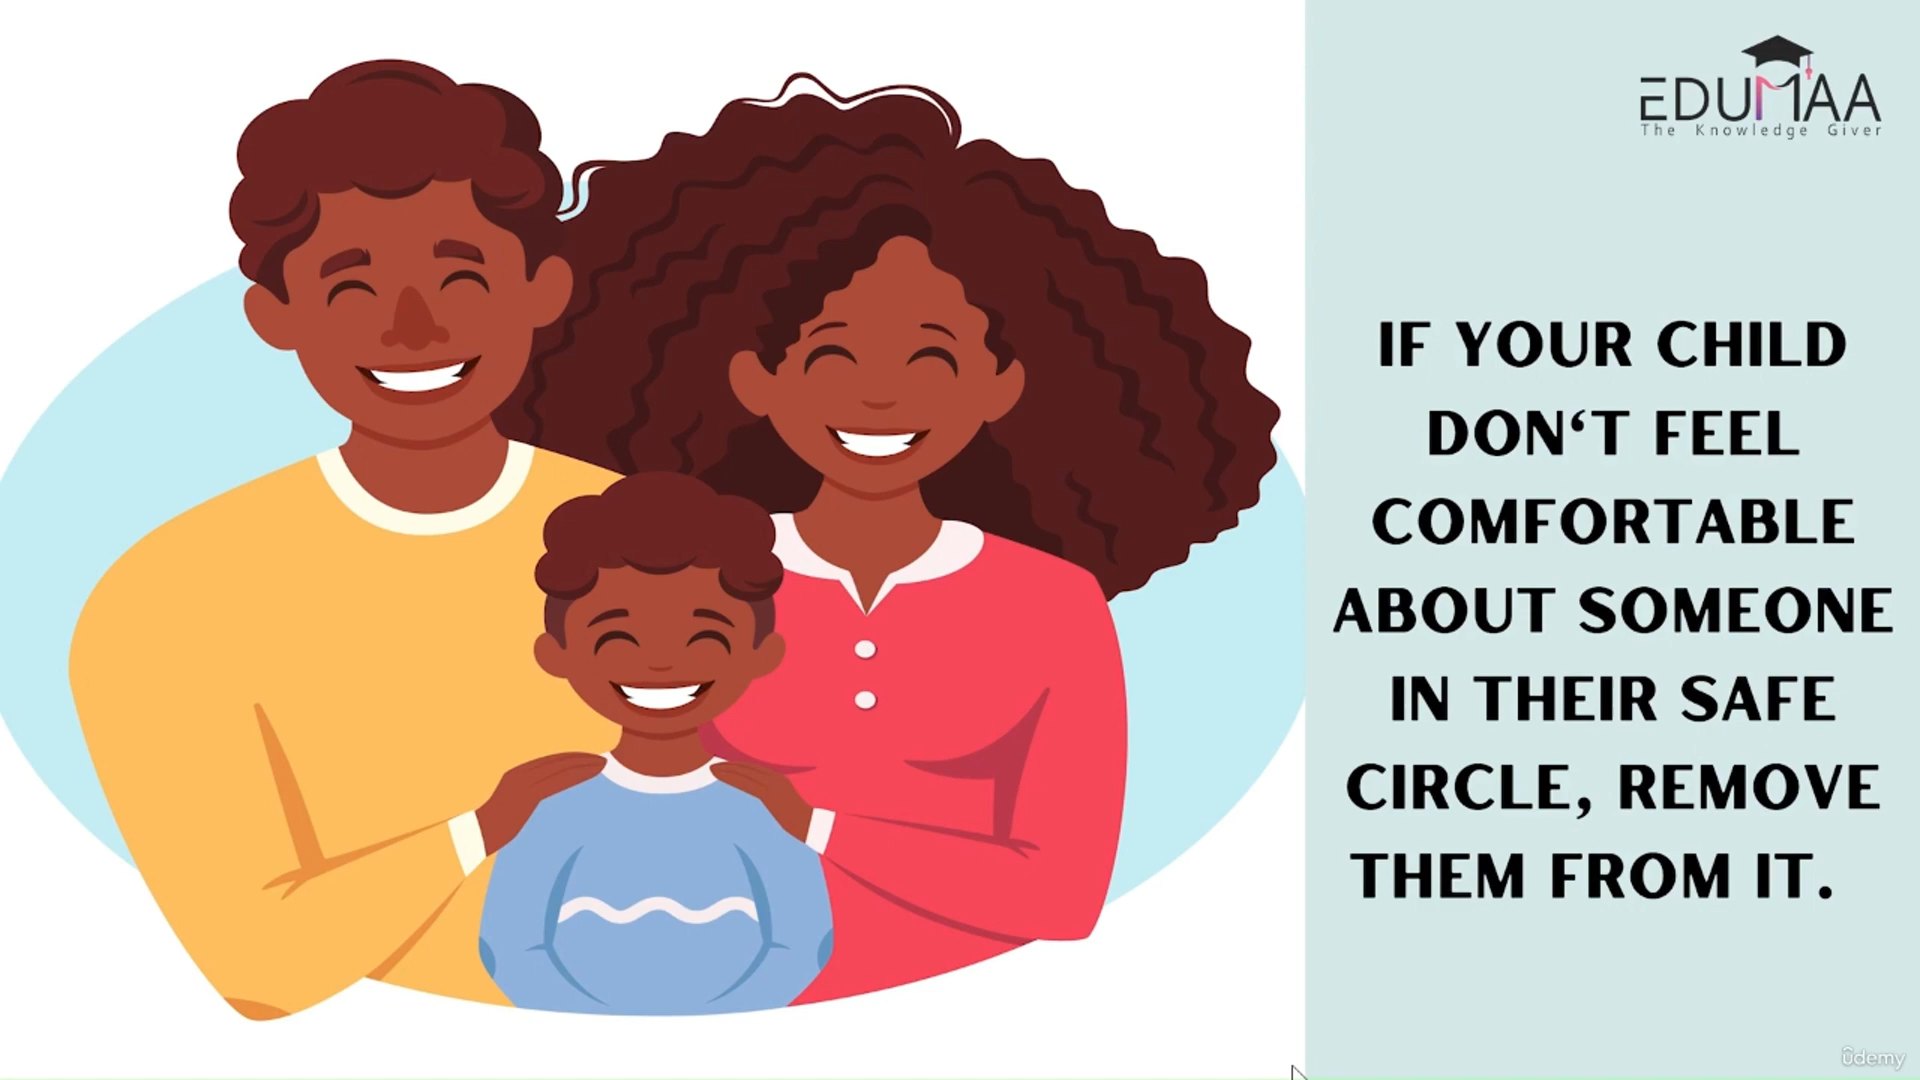 EDUMAA
The Knowledge Giver
IF YOUR CHILD
DON‘T FEEL
COMFORTABLE
ABOUT SOMEONE
IN THEIR SAFE
CIRCLE, REMOVE
THEM FROM IT.
ûdemy